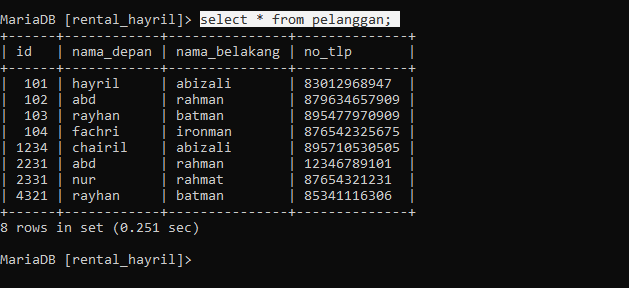 MariaDB [rental_hayril]> select * from pelanggan;
+------+------------+---------------+--------------+
| id   | nama_depan | nama_belakang | no_tlp       |
+------+------------+---------------+--------------+
|  101 | hayril     | abizali       | 83012968947  |
|  102 | abd        | rahman        | 879634657909 |
|  103 | rayhan     | batman        | 895477970909 |
|  104 | fachri     | ironman       | 876542325675 |
| 1234 | chairil    | abizali       | 895710530505 |
| 2231 | abd        | rahman        | 12346789101  |
| 2331 | nur        | rahmat        | 87654321231  |
| 4321 | rayhan     | batman        | 85341116306  |
+------+------------+---------------+--------------+
8 rows in set (0.251 sec)
MariaDB [rental_hayril]>